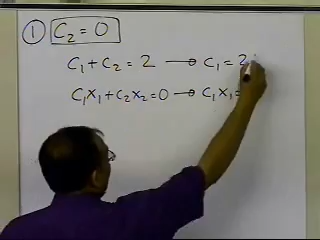 ① C₂ = 0
C₁ + C₂ = 2 → C₁ = 2
C₁X₁ + C₂X₂ = 0 → C₁X₁ =